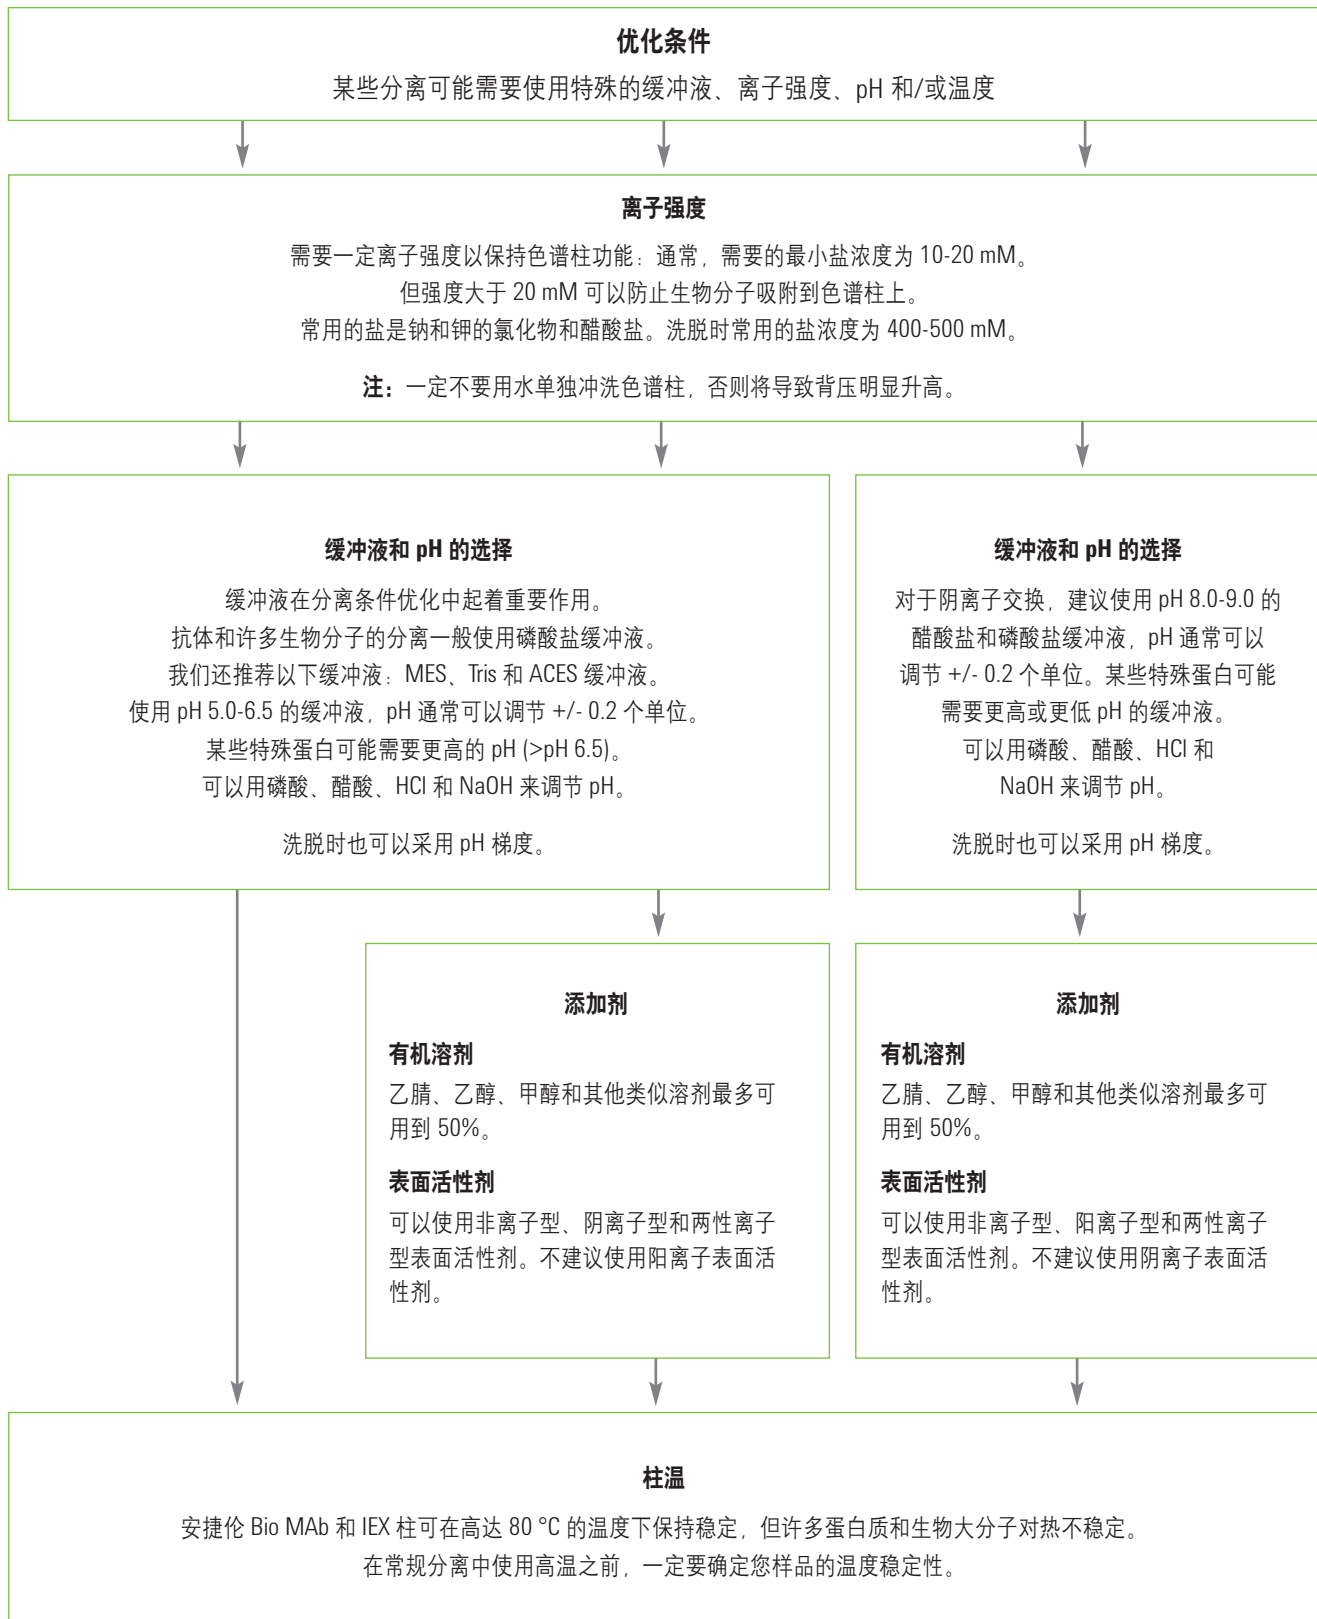 优化条件
某些分离可能需要使用特殊的缓冲液、离子强度、pH 和/或温度
离子强度
需要一定离子强度以保持色谱柱功能：通常，需要的最小盐浓度为 10-20 mM。
但强度大于 20 mM 可以防止生物分子吸附到色谱柱上。
常用的盐是钠和钾的氯化物和醋酸盐。洗脱时常用的盐浓度为 400-500 mM。
注：一定不要用水单独冲洗色谱柱，否则将导致背压明显升高。
缓冲液和 pH 的选择
缓冲液在分离条件优化中起着重要作用。
抗体和许多生物分子的分离一般使用磷酸盐缓冲液。
我们还推荐以下缓冲液：MES、Tris 和 ACES 缓冲液。
使用 pH 5.0-6.5 的缓冲液，pH 通常可以调节 +/- 0.2 个单位。
某些特殊蛋白可能需要更高的 pH (>pH 6.5)。
可以用磷酸、醋酸、HCl 和 NaOH 来调节 pH。
洗脱时也可以采用 pH 梯度。
缓冲液和 pH 的选择
对于阴离子交换，建议使用 pH 8.0-9.0 的
醋酸盐和磷酸盐缓冲液，pH 通常可以
调节 +/- 0.2 个单位。某些特殊蛋白可能
需要更高或更低 pH 的缓冲液。
可以用磷酸、醋酸、HCl 和
NaOH 来调节 pH。
洗脱时也可以采用 pH 梯度。
添加剂
有机溶剂
乙腈、乙醇、甲醇和其他类似溶剂最多可
用到 50%。
表面活性剂
可以使用非离子型、阴离子型和两性离子
型表面活性剂。不建议使用阳离子表面活
性剂。
添加剂
有机溶剂
乙腈、乙醇、甲醇和其他类似溶剂最多可
用到 50%。
表面活性剂
可以使用非离子型、阳离子型和两性离子
型表面活性剂。不建议使用阴离子表面活
性剂。
柱温
安捷伦 Bio MAb 和 IEX 柱可在高达 80 °C 的温度下保持稳定，但许多蛋白质和生物大分子对热不稳定。
在常规分离中使用高温之前，一定要确定您样品的温度稳定性。